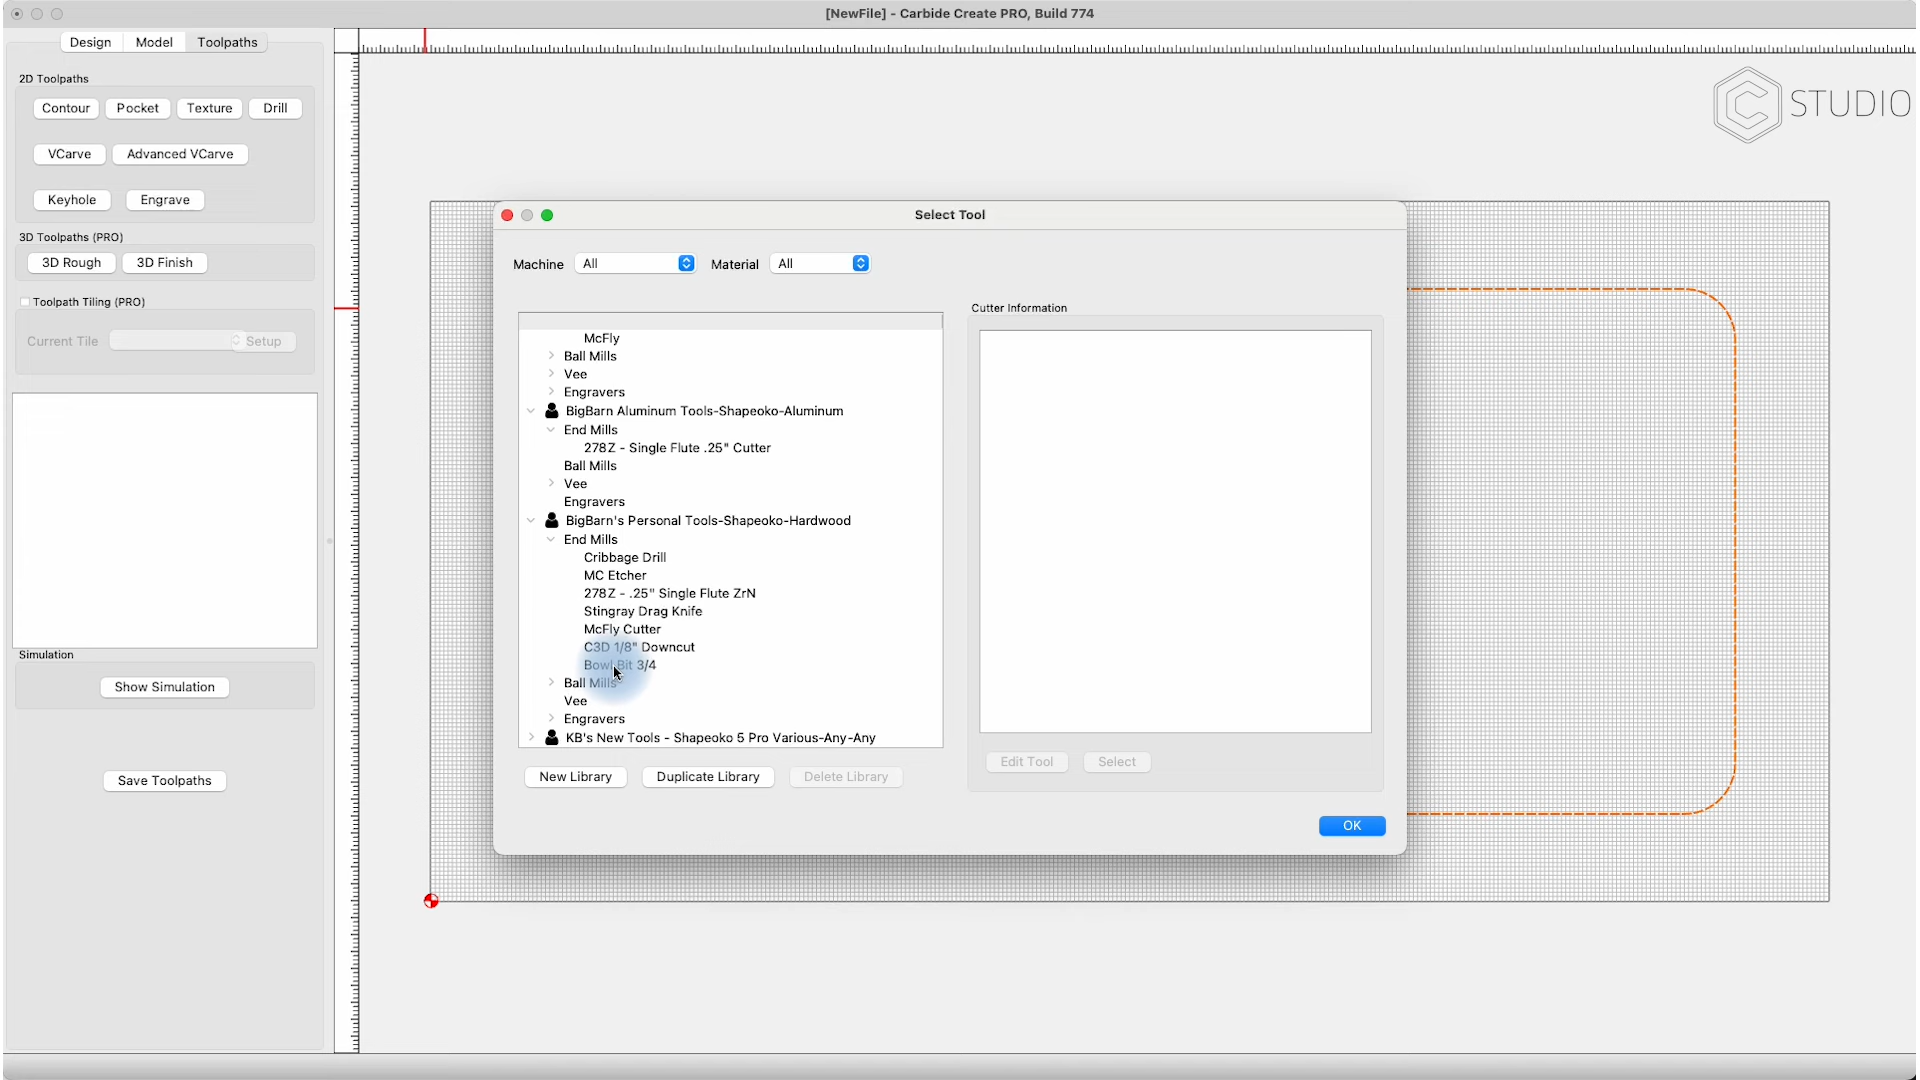 [NewFile] - Carbide Create PRO, Build 774
Design Model Toolpaths
2D Toolpaths
Contour Pocket Texture Drill
VCarve Advanced VCarve
Keyhole Engrave
3D Toolpaths (PRO)
3D Rough 3D Finish
Toolpath Tiling (PRO)
Current Tile Setup
Simulation
Show Simulation
Save Toolpaths
STUDIO
Select Tool
Machine All Material All
McFly
Ball Mills
Vee
Engravers
BigBarn Aluminum Tools-Shapeoko-Aluminum
End Mills
278Z - Single Flute .25" Cutter
Ball Mills
Vee
Engravers
BigBarn's Personal Tools-Shapeoko-Hardwood
End Mills
Cribbage Drill
MC Etcher
278Z - .25" Single Flute ZrN
Stingray Drag Knife
McFly Cutter
C3D 1/8" Downcut
Bowl Bit 3/4
Ball Mills
Vee
Engravers
KB's New Tools - Shapeoko 5 Pro Various-Any-Any
New Library Duplicate Library Delete Library
Cutter Information
Edit Tool Select
OK